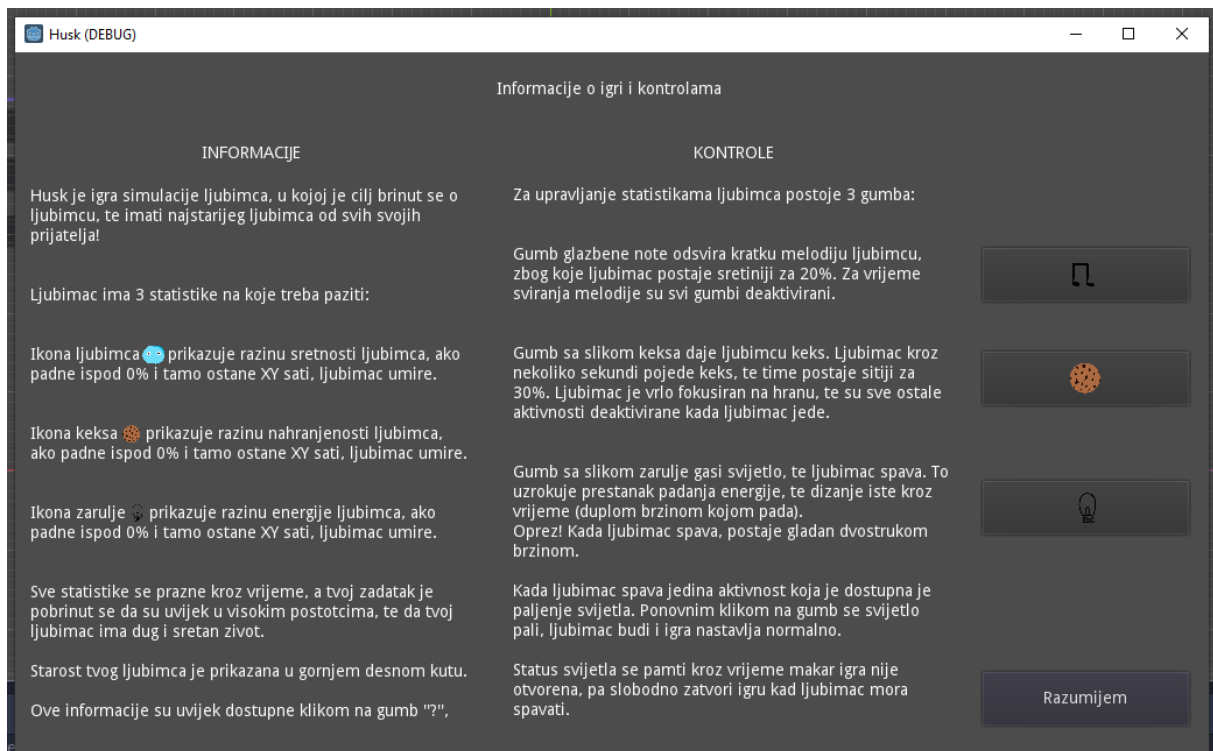 Husk (DEBUG)
Informacije o igri i kontrolama
INFORMACIJE
Husk je igra simulacije ljubimca, u kojoj je cilj brinut se o
ljubimcu, te imati najstarijeg ljubimca od svih svojih
prijatelja!
Ljubimac ima 3 statistike na koje treba paziti:
Ikona ljubimca prikazuje razinu sretnosti ljubimca, ako
padne ispod 0% i tamo ostane XY sati, ljubimac umire.
Ikona keksa prikazuje razinu nahranjenosti ljubimca,
ako padne ispod 0% i tamo ostane XY sati, ljubimac umire.
Ikona zarulje prikazuje razinu energije ljubimca, ako
padne ispod 0% i tamo ostane XY sati, ljubimac umire.
Sve statistike se prazne kroz vrijeme, a tvoj zadatak je
pobrinut se da su uvijek u visokim postotcima, te da tvoj
ljubimac ima dug i sretan zivot.
Starost tvog ljubimca je prikazana u gornjem desnom kutu.
Ove informacije su uvijek dostupne klikom na gumb "?",
KONTROLE
Za upravljanje statistikama ljubimca postoje 3 gumba:
Gumb glazbene note odsvira kratku melodiju ljubimcu,
zbog koje ljubimac postaje sretiniji za 20%. Za vrijeme
sviranja melodije su svi gumbi deaktivirani.
Gumb sa slikom keksa daje ljubimcu keks. Ljubimac kroz
nekoliko sekundi pojede keks, te time postaje sitiji za
30%. Ljubimac je vrlo fokusiran na hranu, te su sve ostale
aktivnosti deaktivirane kada ljubimac jede.
Gumb sa slikom zarulje gasi svijetlo, te ljubimac spava. To
uzrokuje prestanak padanja energije, te dizanje iste kroz
vrijeme (duplom brzinom kojom pada).
Oprez! Kada ljubimac spava, postaje gladan dvostrukom
brzinom.
Kada ljubimac spava jedina aktivnost koja je dostupna je
paljenje svijetla. Ponovnim klikom na gumb se svijetlo
pali, ljubimac budi i igra nastavlja normalno.
Status svijetla se pamti kroz vrijeme makar igra nije
otvorena, pa slobodno zatvori igru kad ljubimac mora
spavati.
Razumijem